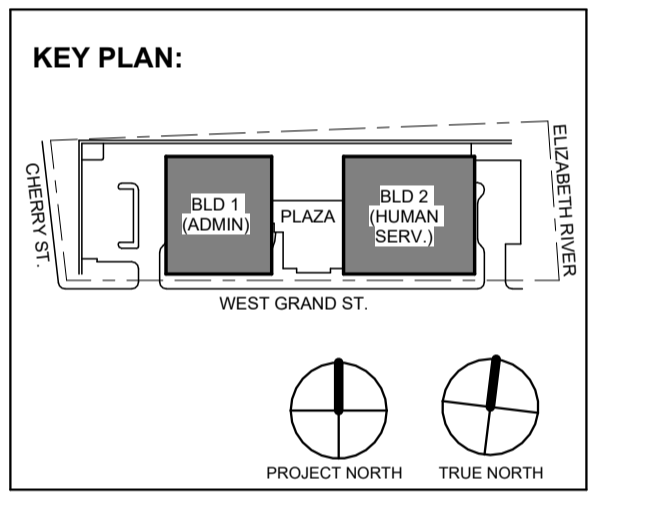 KEY PLAN:
CHERRY ST.
BLD 1
(ADMIN)
PLAZA
BLD 2
(HUMAN
SERV.)
ELIZABETH RIVER
WEST GRAND ST.
PROJECT NORTH
TRUE NORTH